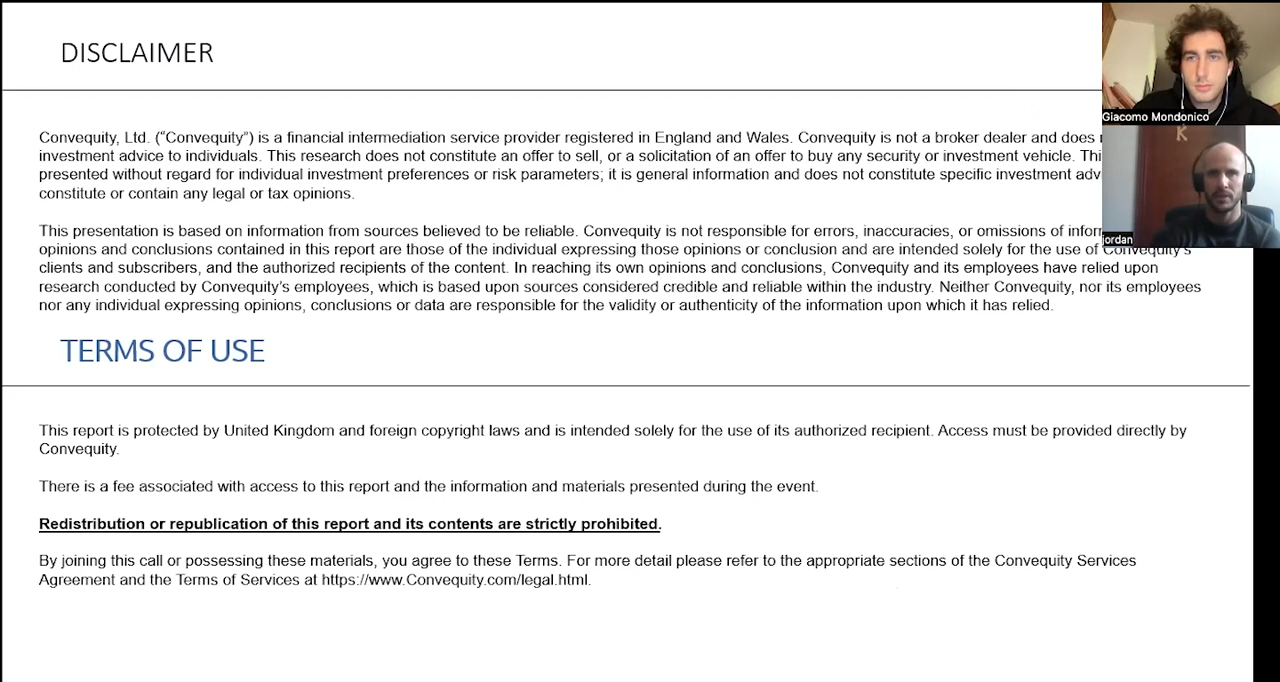 DISCLAIMER
Giacomo Mondonico
Convequity, Ltd. ("Convequity") is a financial intermediation service provider registered in England and Wales. Convequity is not a broker dealer and does
investment advice to individuals. This research does not constitute an offer to sell, or a solicitation of an offer to buy any security or investment vehicle.
presented without regard for individual investment preferences or risk parameters; it is general information and does not constitute specific investment
constitute or contain any legal or tax opinions.
K
This presentation is based on information from sources believed to be reliable. Convequity is not responsible for errors, inaccuracies, or omissions of
jordan
opinions and conclusions contained in this report are those of the individual expressing those opinions or conclusion and are intended solely for the use of Convequity's
clients and subscribers, and the authorized recipients of the content. In reaching its own opinions and conclusions, Convequity and its employees have relied upon
research conducted by Convequity's employees, which is based upon sources considered credible and reliable within the industry. Neither Convequity, nor its employees
nor any individual expressing opinions, conclusions or data are responsible for the validity or authenticity of the information upon which it has relied.
TERMS OF USE
This report is protected by United Kingdom and foreign copyright laws and is intended solely for the use of its authorized recipient. Access must be provided directly by
Convequity.
There is a fee associated with access to this report and the information and materials presented during the event.
Redistribution or republication of this report and its contents are strictly prohibited.
By joining this call or possessing these materials, you agree to these Terms. For more detail please refer to the appropriate sections of the Convequity Services
Agreement and the Terms of Services at https://www.Convequity.com/legal.html.